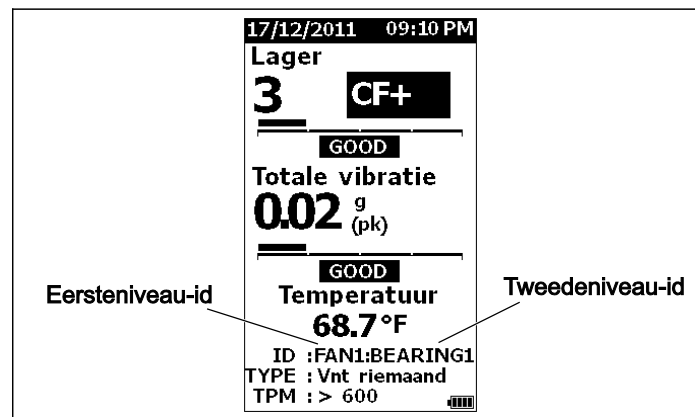 17/12/2011 09:10 PM
Lager
3 CF+
GOOD
Totale vibratie
0.02 g (pk)
GOOD
Eersteniveau-id
Tweedeniveau-id
Temperatuur
68.7°F
ID :FAN1:BEARING1
TYPE : Vnt riemaand
TPM : > 600